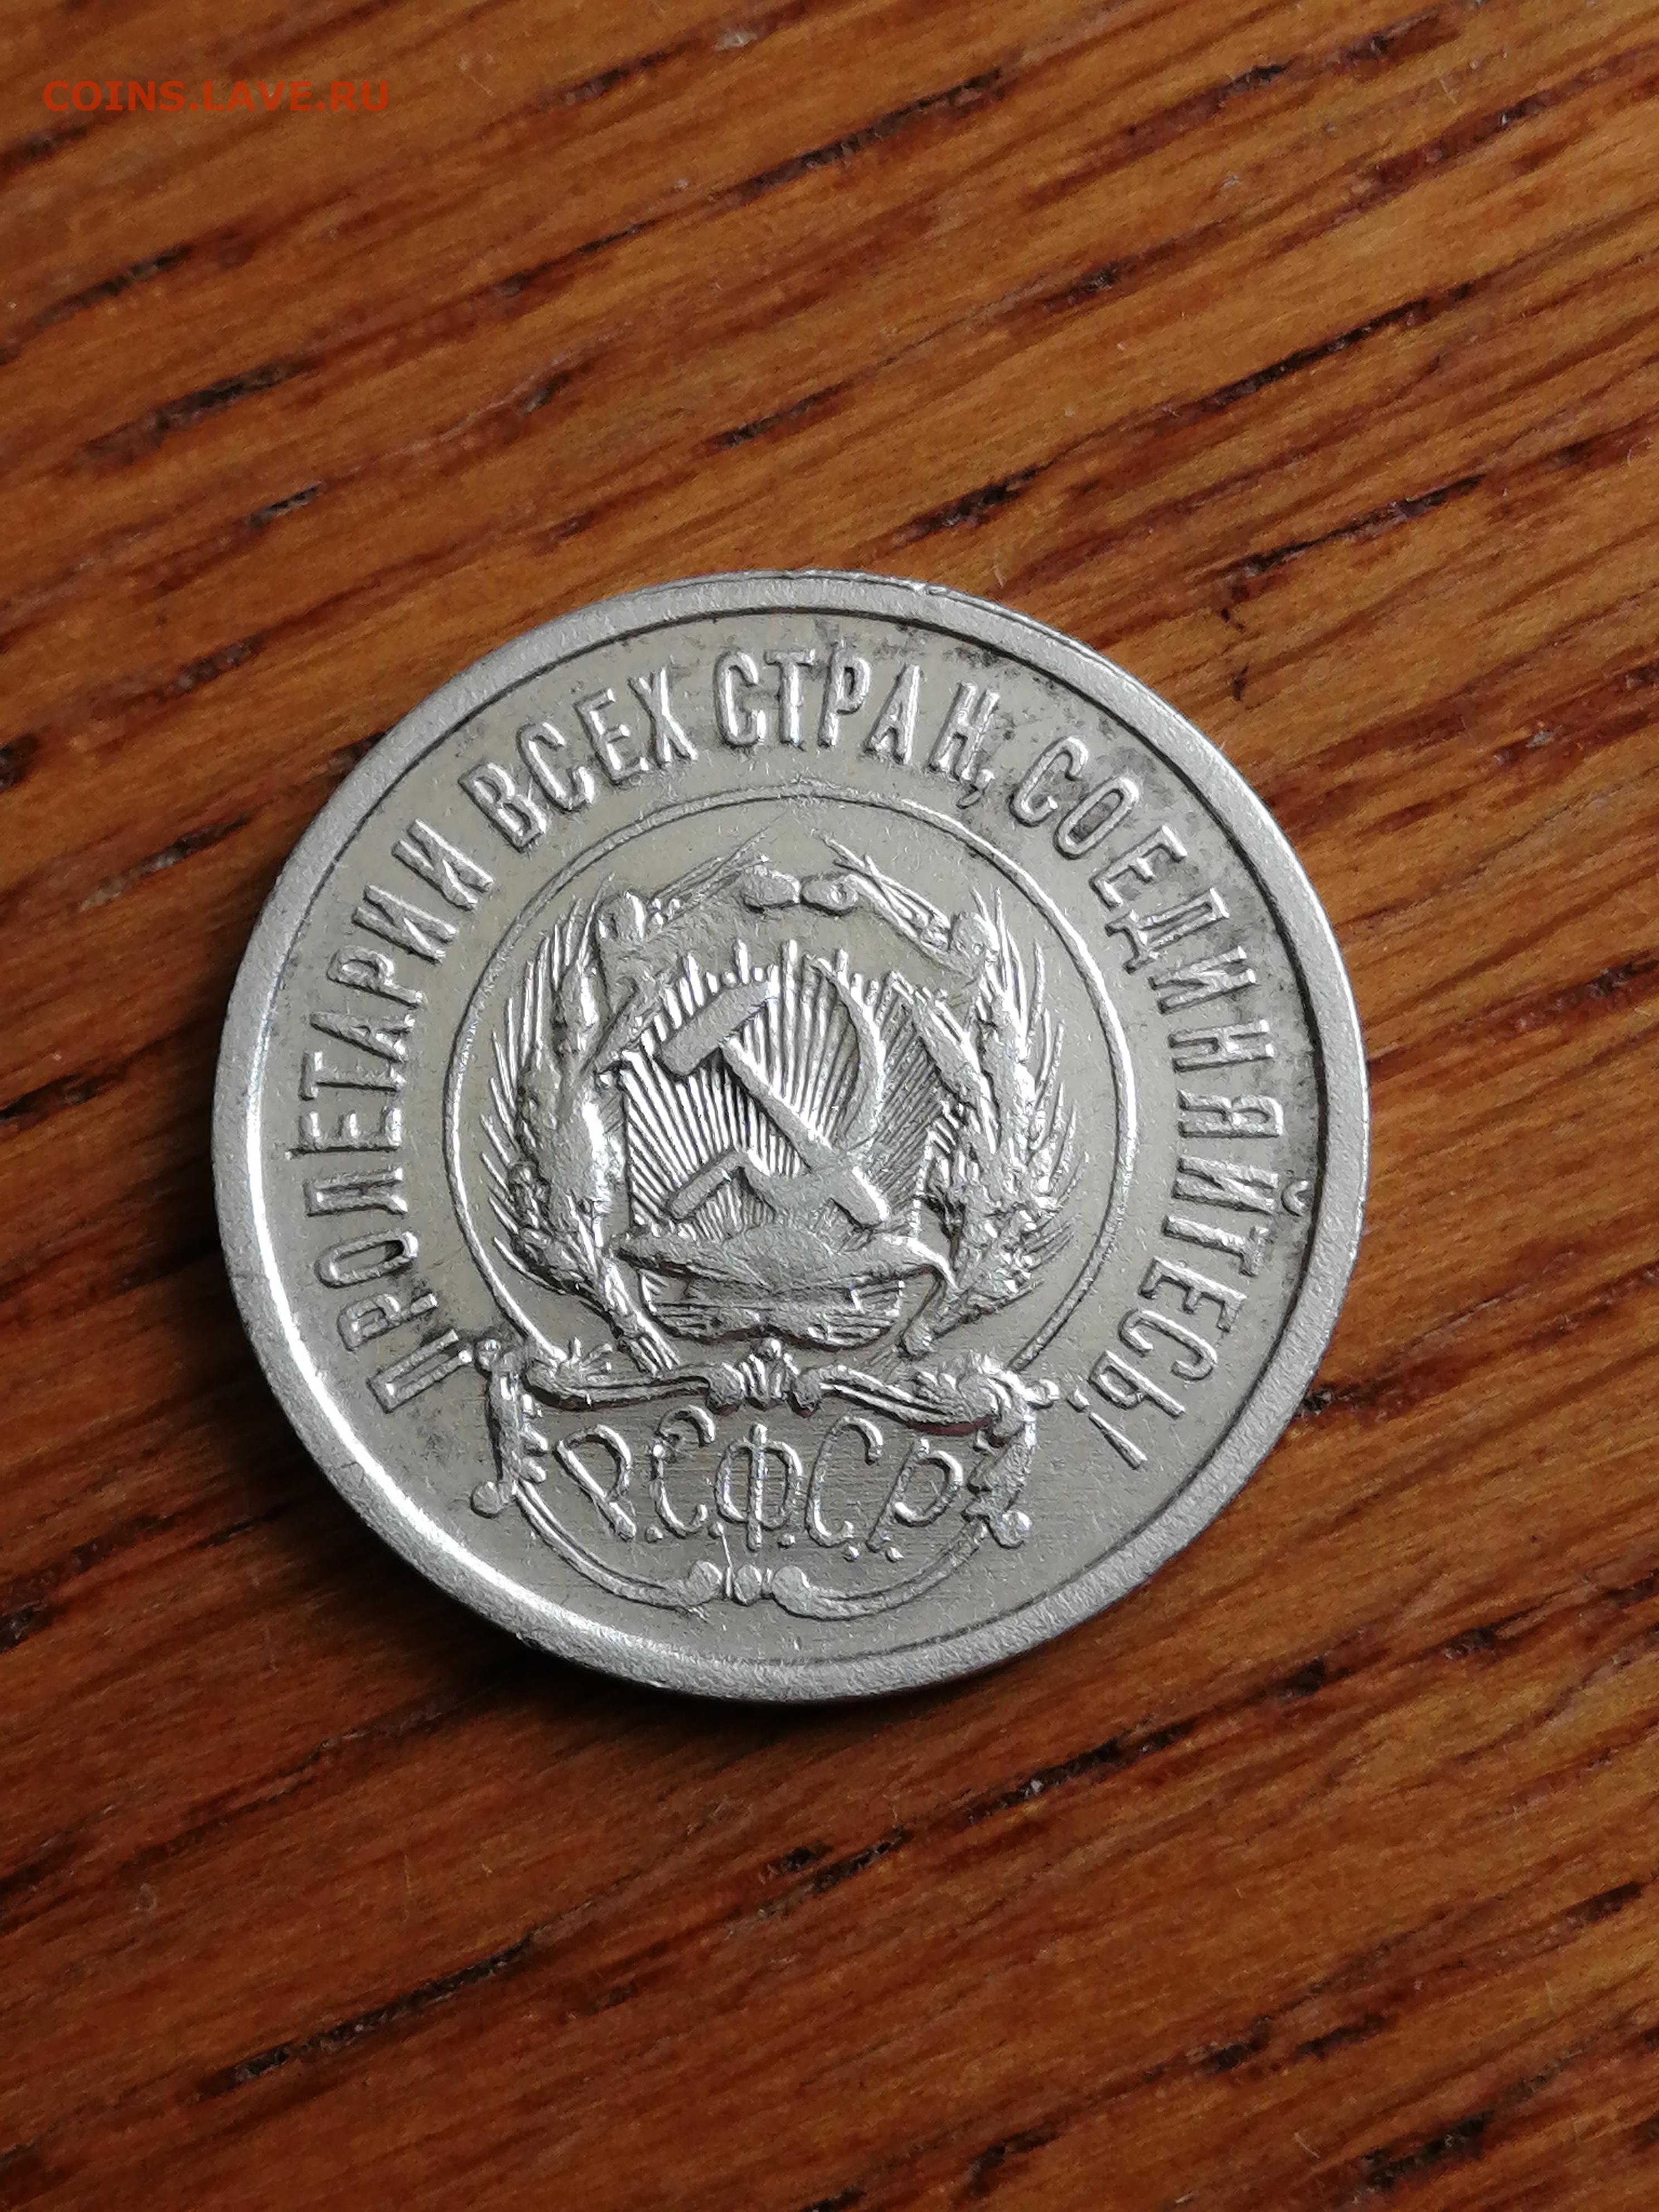 COINS.LAVE.RU
ПРОЛЕТАРИИ ВСЕХ СТРАН, СОЕДИНЯЙТЕСЬ!
Р.С.Ф.С.Р.